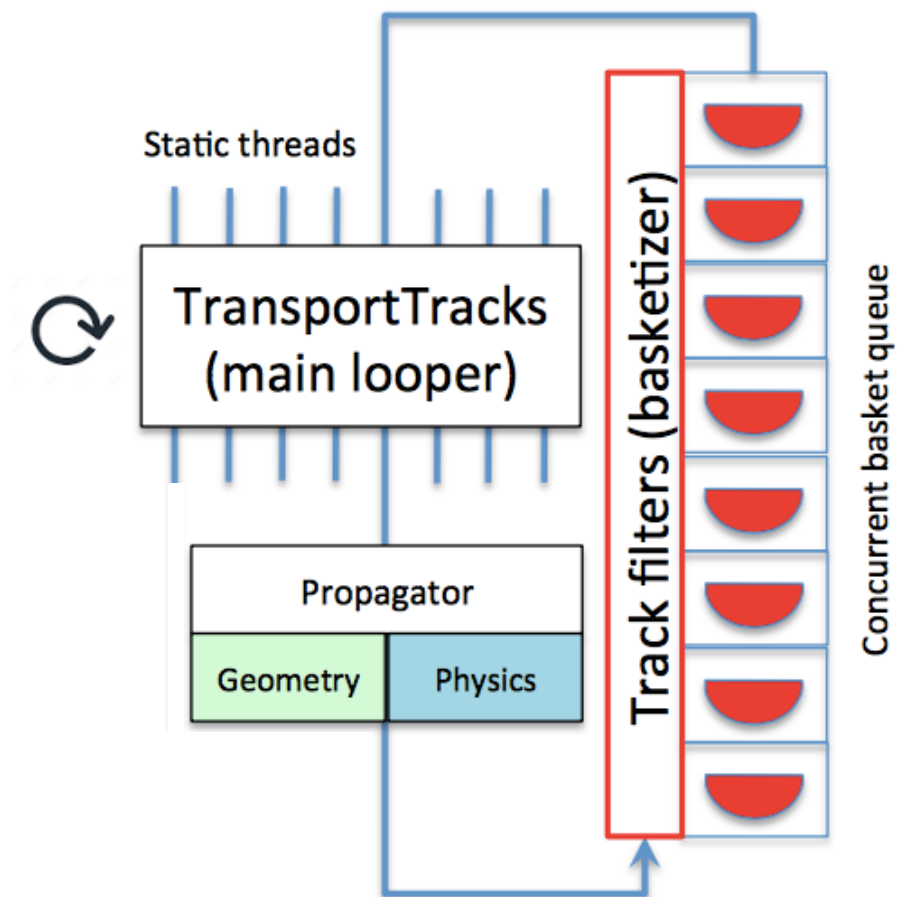 Static threads
TransportTracks
(main looper)
Propagator
Geometry
Physics
Track filters (basketizer)
Concurrent basket queue